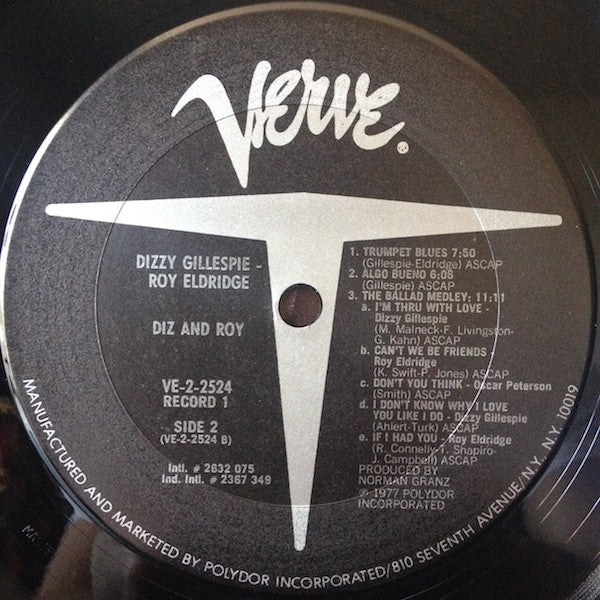 Verve
®
DIZZY GILLESPIE -
ROY ELDRIDGE
DIZ AND ROY
VE-2-2524
RECORD 1
SIDE 2
(VE-2-2524 B)
Intl. # 2632 075
Ind. Intl. # 2367 349
1. TRUMPET BLUES 7:50
(Gillespie-Eldridge) ASCAP
2. ALGO BUENO 6:05
(Gillespie) ASCAP
3. THE BALLAD MEDLEY: 11:11
a. I'M THRU WITH LOVE -
Dizzy Gillespie
(M. Malneck-F. Livingston-
G. Kahn) ASCAP
b. CAN'T WE BE FRIENDS -
Roy Eldridge
(K. Swift-P. Jones) ASCAP
c. DON'T YOU THINK - Oscar Peterson
(Smith) ASCAP
d. I DON'T KNOW WHY I LOVE
YOU LIKE I DO - Dizzy Gillespie
(Ahlert-Turk) ASCAP
e. IF I HAD YOU - Roy Eldridge
(R. Connelly-T. Shapiro-
J. Campbell) ASCAP
PRODUCED BY
NORMAN GRANZ
℗ 1977 POLYDOR
INCORPORATED
MANUFACTURED AND MARKETED BY POLYDOR INCORPORATED/810 SEVENTH AVENUE/N.Y. N.Y. 10019